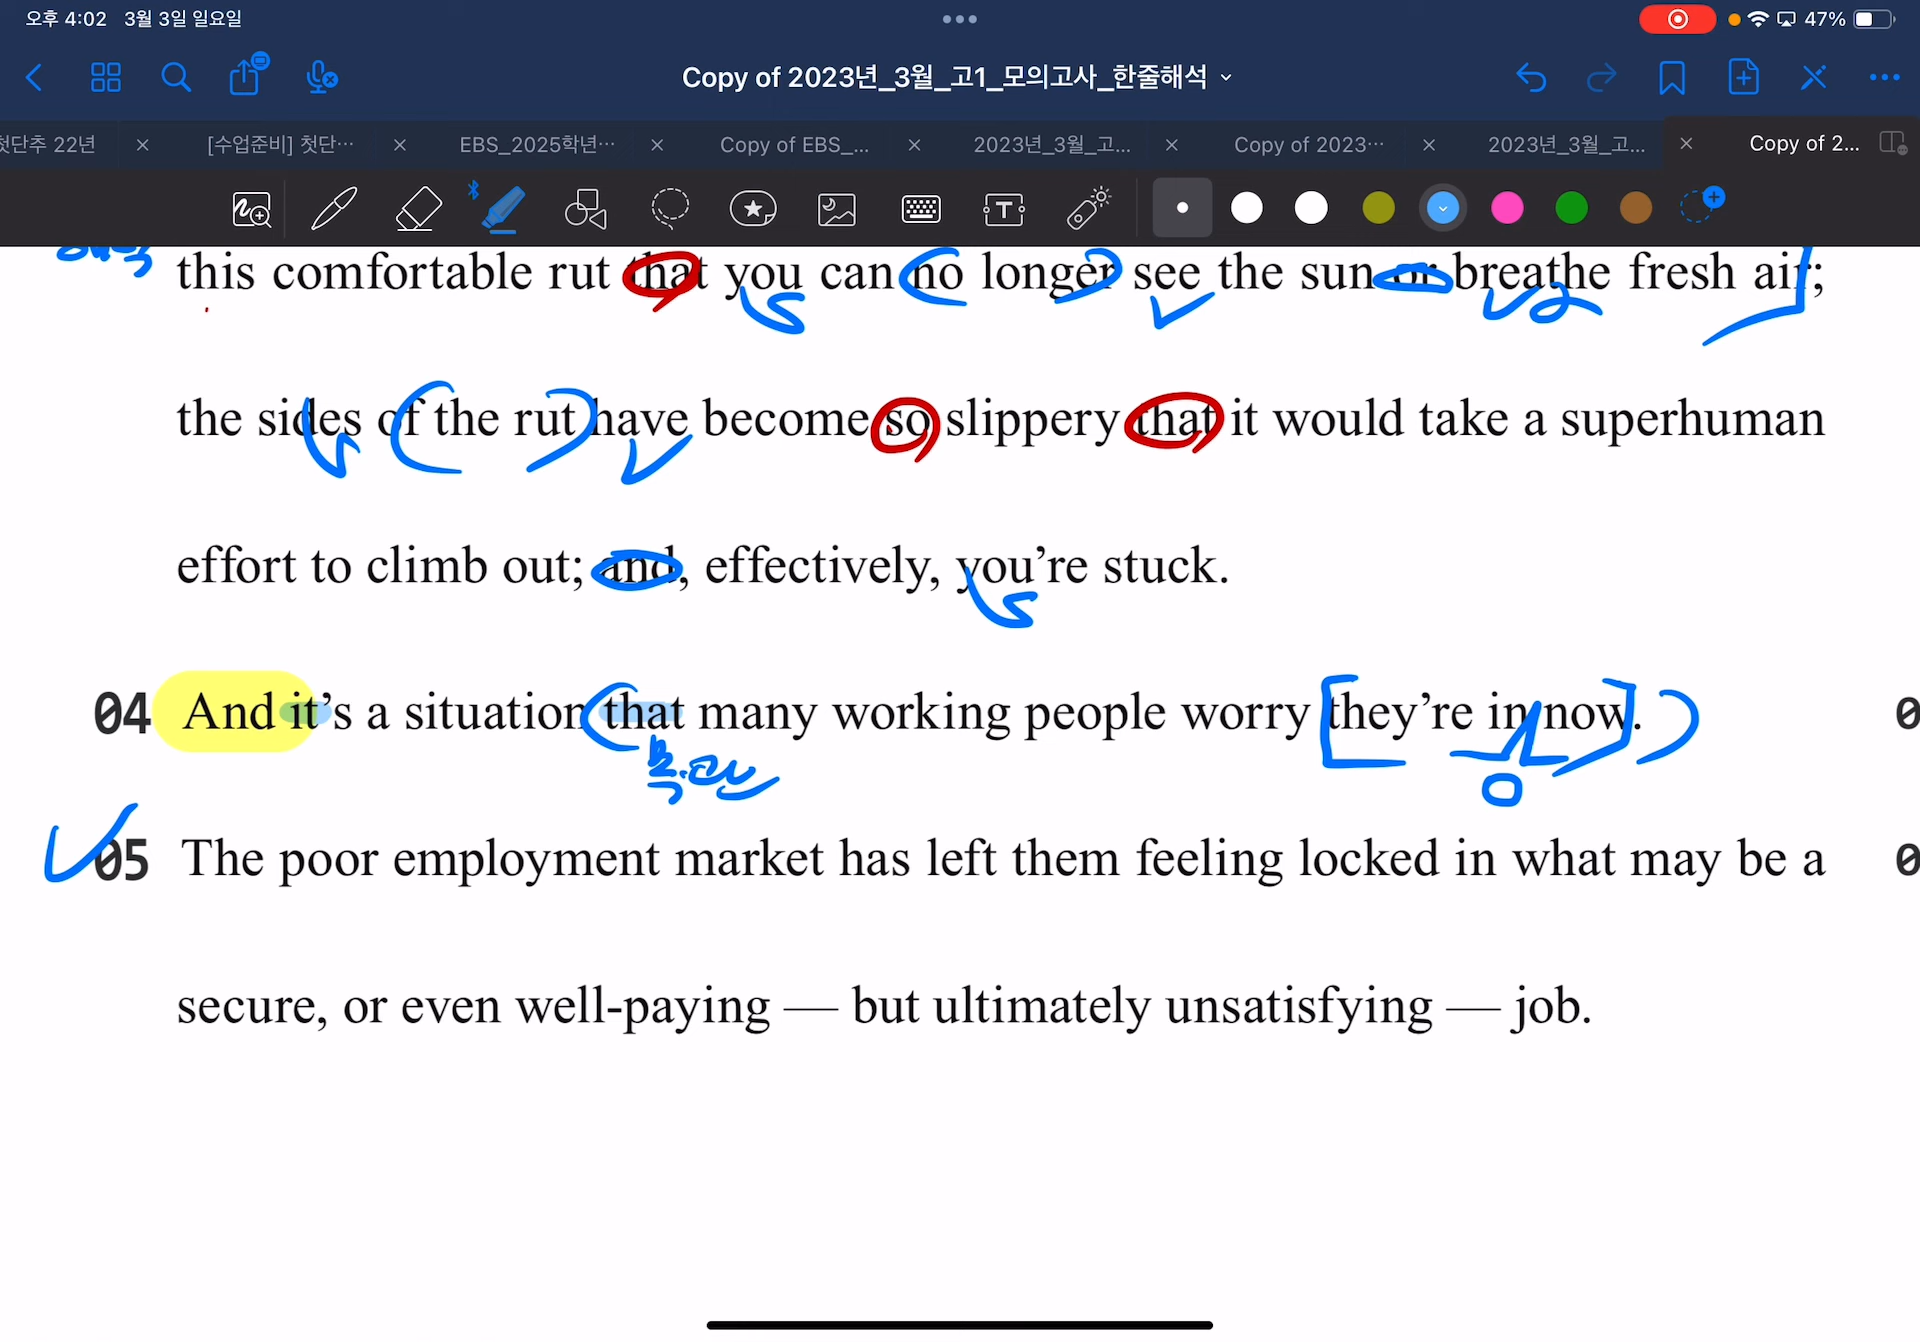 오후 4:02 3월 3일 일요일 47%
Copy of 2023년_3월_고1_모의고사_한줄해석
첫단추 22년 [수업준비] 첫단··· EBS_2025학년··· Copy of EBS_... 2023년_3월_고... Copy of 2023··· 2023년_3월_고... Copy of 2...
this comfortable rut that you can no longer see the sun or breathe fresh air;
the sides of the rut have become so slippery that it would take a superhuman
effort to climb out; and, effectively, you're stuck.
04 And it's a situation that many working people worry they're in now.
목.관
05 The poor employment market has left them feeling locked in what may be a
secure, or even well-paying — but ultimately unsatisfying — job.